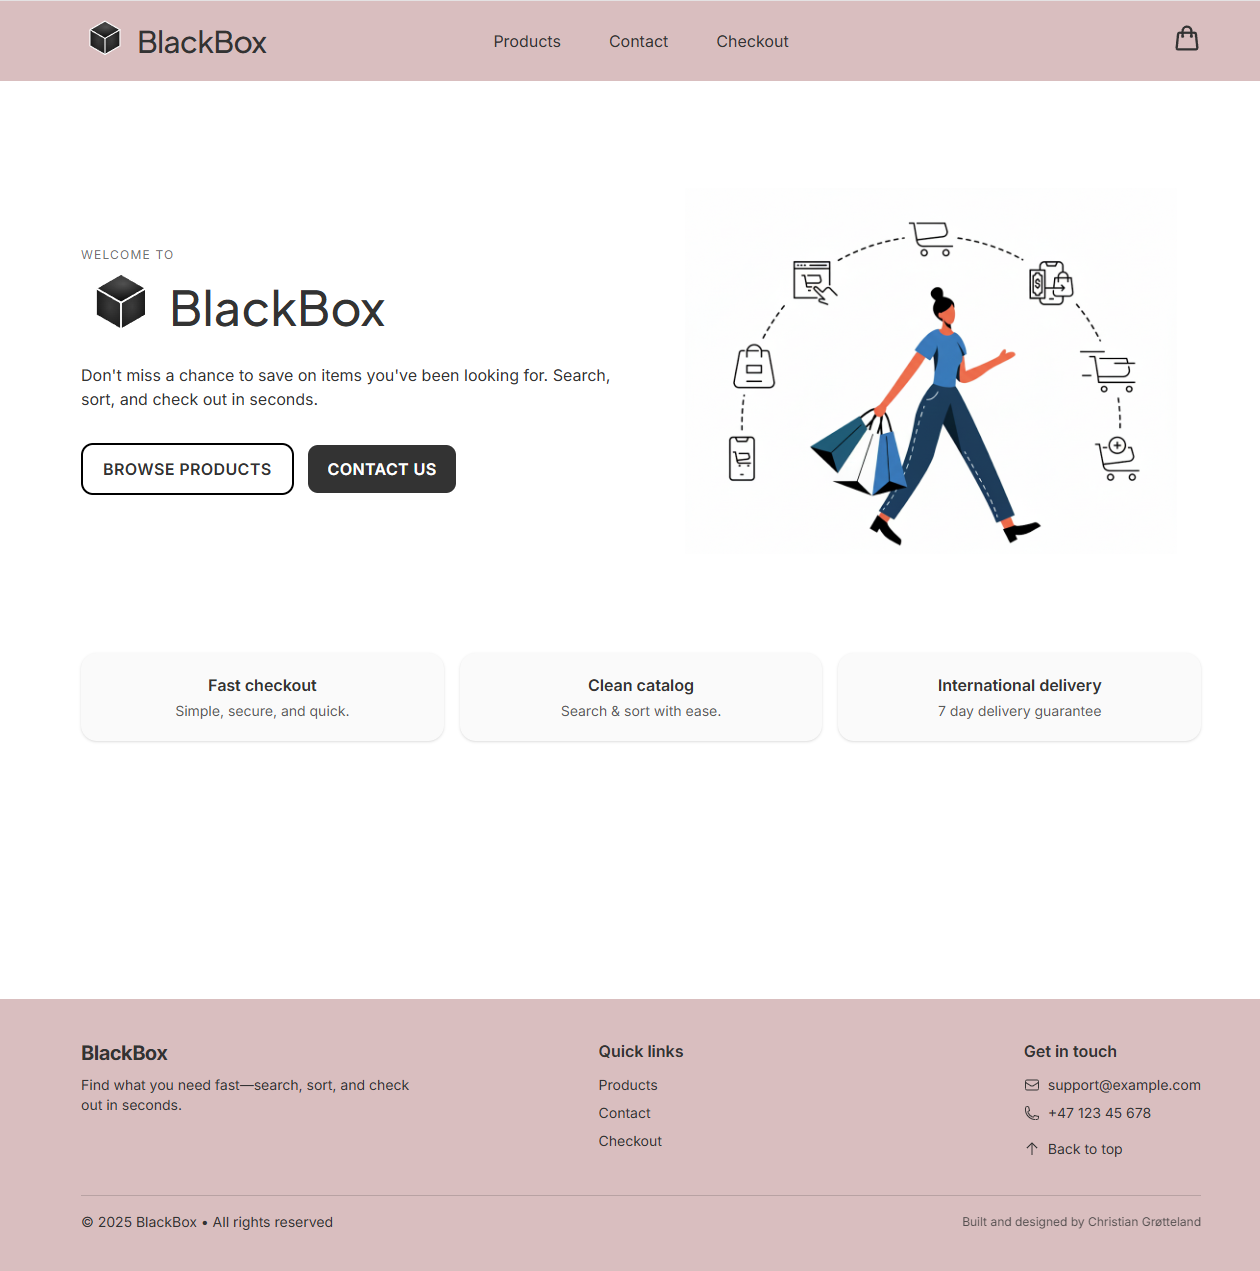 BlackBox
Products
Contact
Checkout
WELCOME TO
BlackBox
Don't miss a chance to save on items you've been looking for. Search,
sort, and check out in seconds.
BROWSE PRODUCTS
CONTACT US
$
Fast checkout
Simple, secure, and quick.
Clean catalog
Search & sort with ease.
International delivery
7 day delivery guarantee
BlackBox
Find what you need fast—search, sort, and check
out in seconds.
Quick links
Products
Contact
Checkout
Get in touch
support@example.com
+47 123 45 678
Back to top
© 2025 BlackBox • All rights reserved
Built and designed by Christian Grøtteland